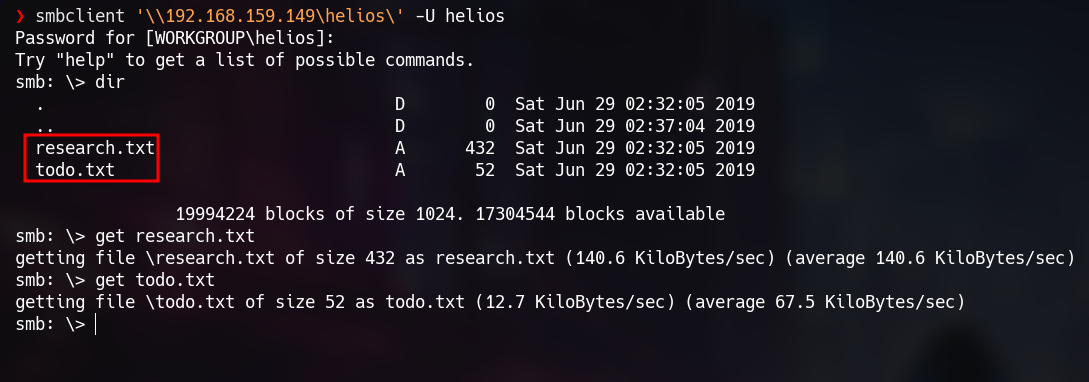 ❯ smbclient '\\192.168.159.149\helios\' -U helios
Password for [WORKGROUP\helios]:
Try "help" to get a list of possible commands.
smb: \> dir
  .                                   D        0  Sat Jun 29 02:32:05 2019
  ..                                  D        0  Sat Jun 29 02:37:04 2019
  research.txt                        A      432  Sat Jun 29 02:32:05 2019
  todo.txt                            A       52  Sat Jun 29 02:32:05 2019
                19994224 blocks of size 1024. 17304544 blocks available
smb: \> get research.txt
getting file \research.txt of size 432 as research.txt (140.6 KiloBytes/sec) (average 140.6 KiloBytes/sec)
smb: \> get todo.txt
getting file \todo.txt of size 52 as todo.txt (12.7 KiloBytes/sec) (average 67.5 KiloBytes/sec)
smb: \>